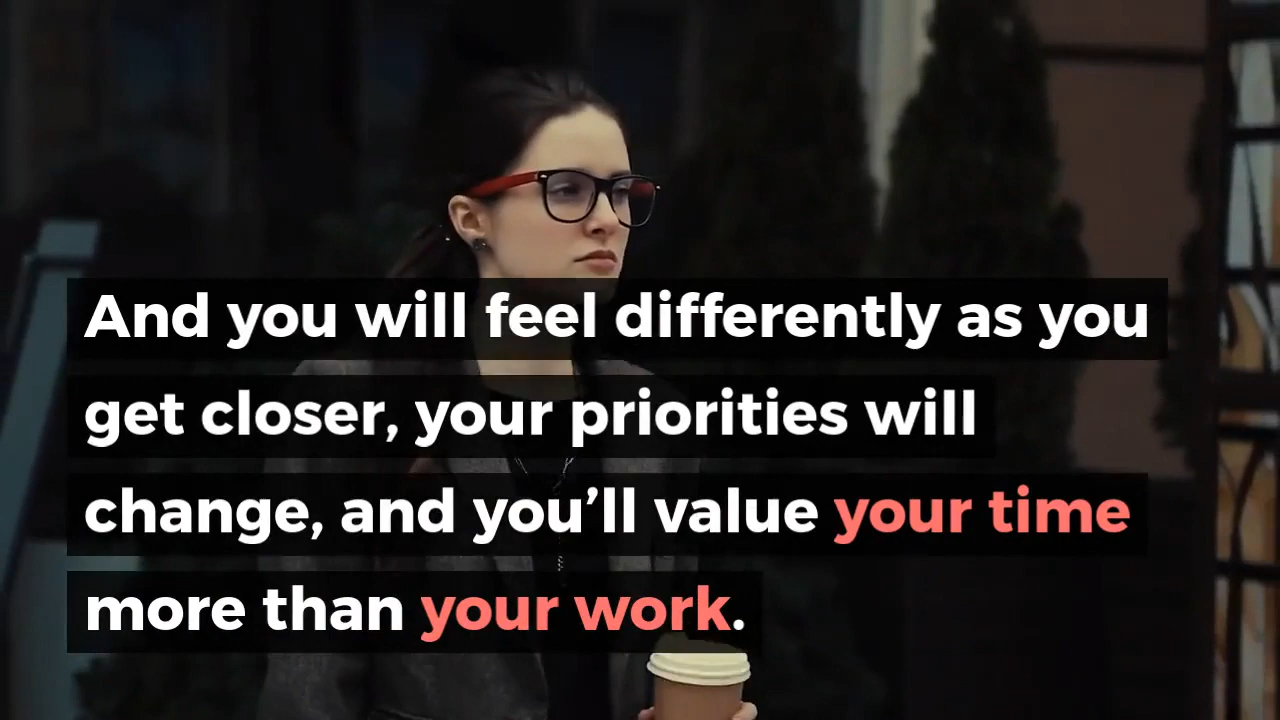 And you will feel differently as you
get closer, your priorities will
change, and you’ll value your time
more than your work.